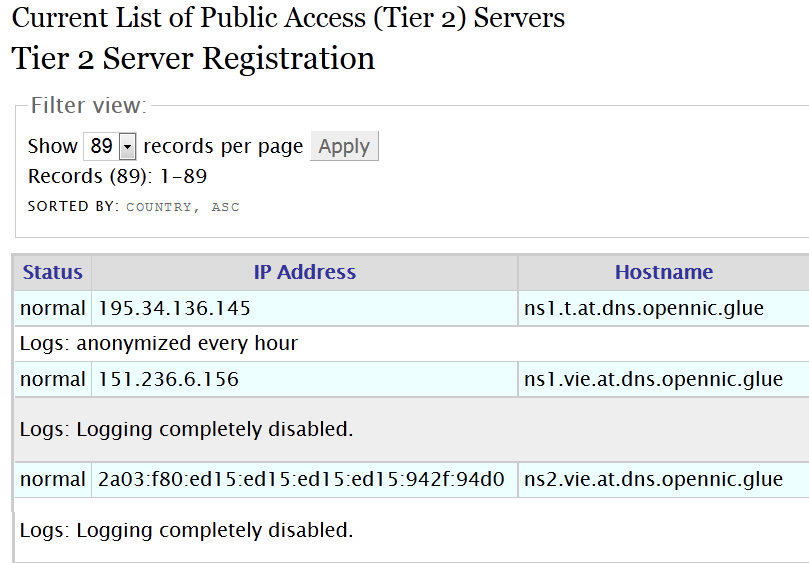 Current List of Public Access (Tier 2) Servers
Tier 2 Server Registration
Filter view:
Show 89 records per page Apply
Records (89): 1-89
SORTED BY: COUNTRY, ASC
Status IP Address Hostname
normal 195.34.136.145 ns1.t.at.dns.opennic.glue
Logs: anonymized every hour
normal 151.236.6.156 ns1.vie.at.dns.opennic.glue
Logs: Logging completely disabled.
normal 2a03:f80:ed15:ed15:ed15:ed15:942f:94d0 ns2.vie.at.dns.opennic.glue
Logs: Logging completely disabled.